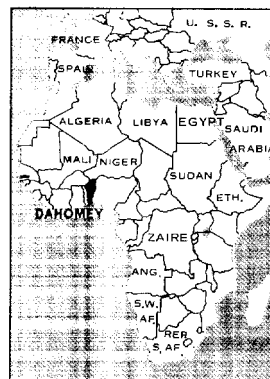 U. S. S. R.
FRANCE
SPAIN
TURKEY
ALGERIA
LIBYA
EGYPT
SAUDI
ARABIA
MALI
NIGER
SUDAN
ETH.
DAHOMEY
ZAIRE
ANG.
S.W.
AF.
REP.
S. AF.